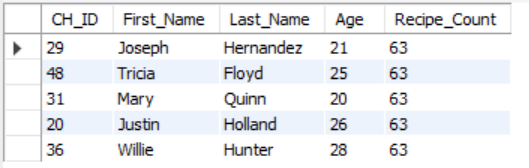 CH_ID First_Name Last_Name Age Recipe_Count
29 Joseph Hernandez 21 63
48 Tricia Floyd 25 63
31 Mary Quinn 20 63
20 Justin Holland 26 63
36 Willie Hunter 28 63